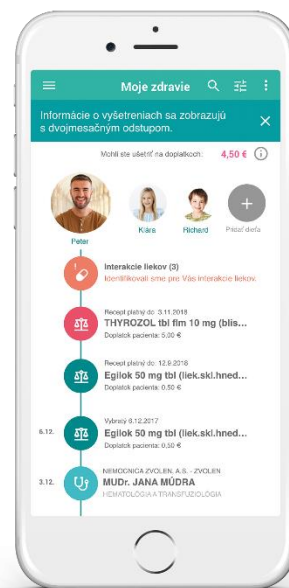 Moje zdravie
Informácie o vyšetreniach sa zobrazujú
s dvojmesačným odstupom.
Mohli ste ušetriť na doplatkoch: 4,50 €
Peter
Klára
Richard
Pridať dieťa
Interakcie liekov (3)
Identifikovali sme pre Vás interakcie liekov.
Recept platný do: 3.11.2018
THYROZOL tbl flm 10 mg (blis...
Doplatok pacienta: 5,00 €
Recept platný do: 12.9.2018
Egilok 50 mg tbl (liek.skl.hned...
Doplatok pacienta: 0,50 €
6.12.
Vybraný 6.12.2017
Egilok 50 mg tbl (liek.skl.hned...
Doplatok pacienta: 0,50 €
3.12.
NEMOCNICA ZVOLEN, A.S. - ZVOLEN
MUDr. JANA MÚDRA
HEMATOLÓGIA A TRANSFUZIOLÓGIA